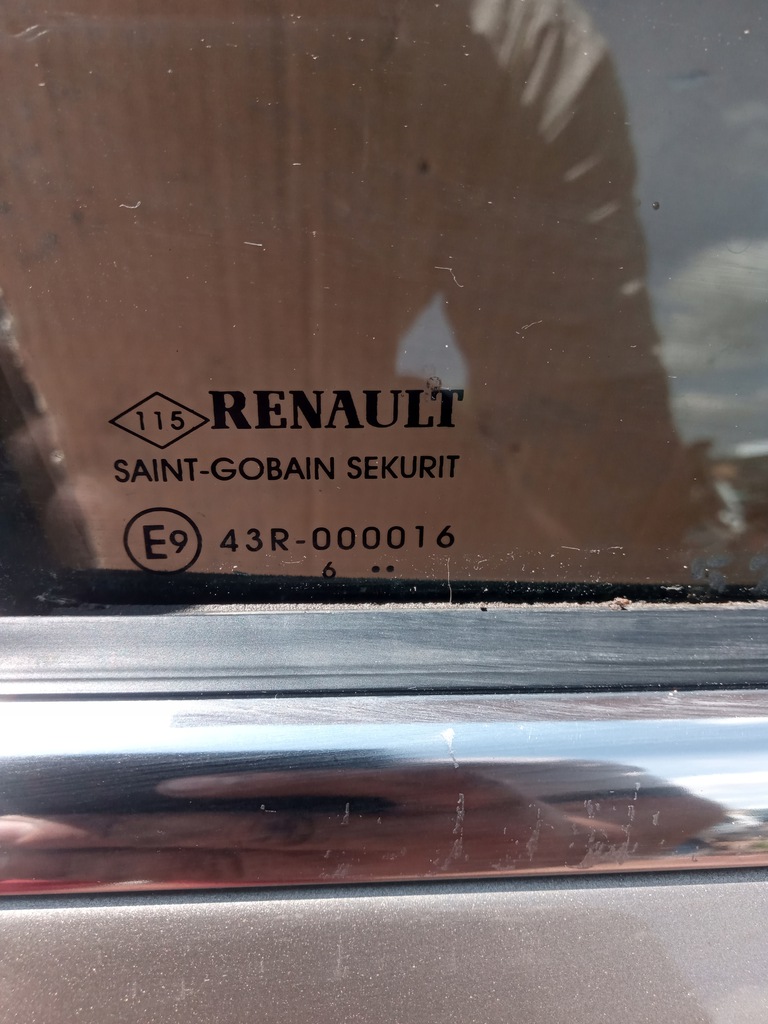 115 RENAULT
SAINT-GOBAIN SEKURIT
E9 43R-000016
6 ••